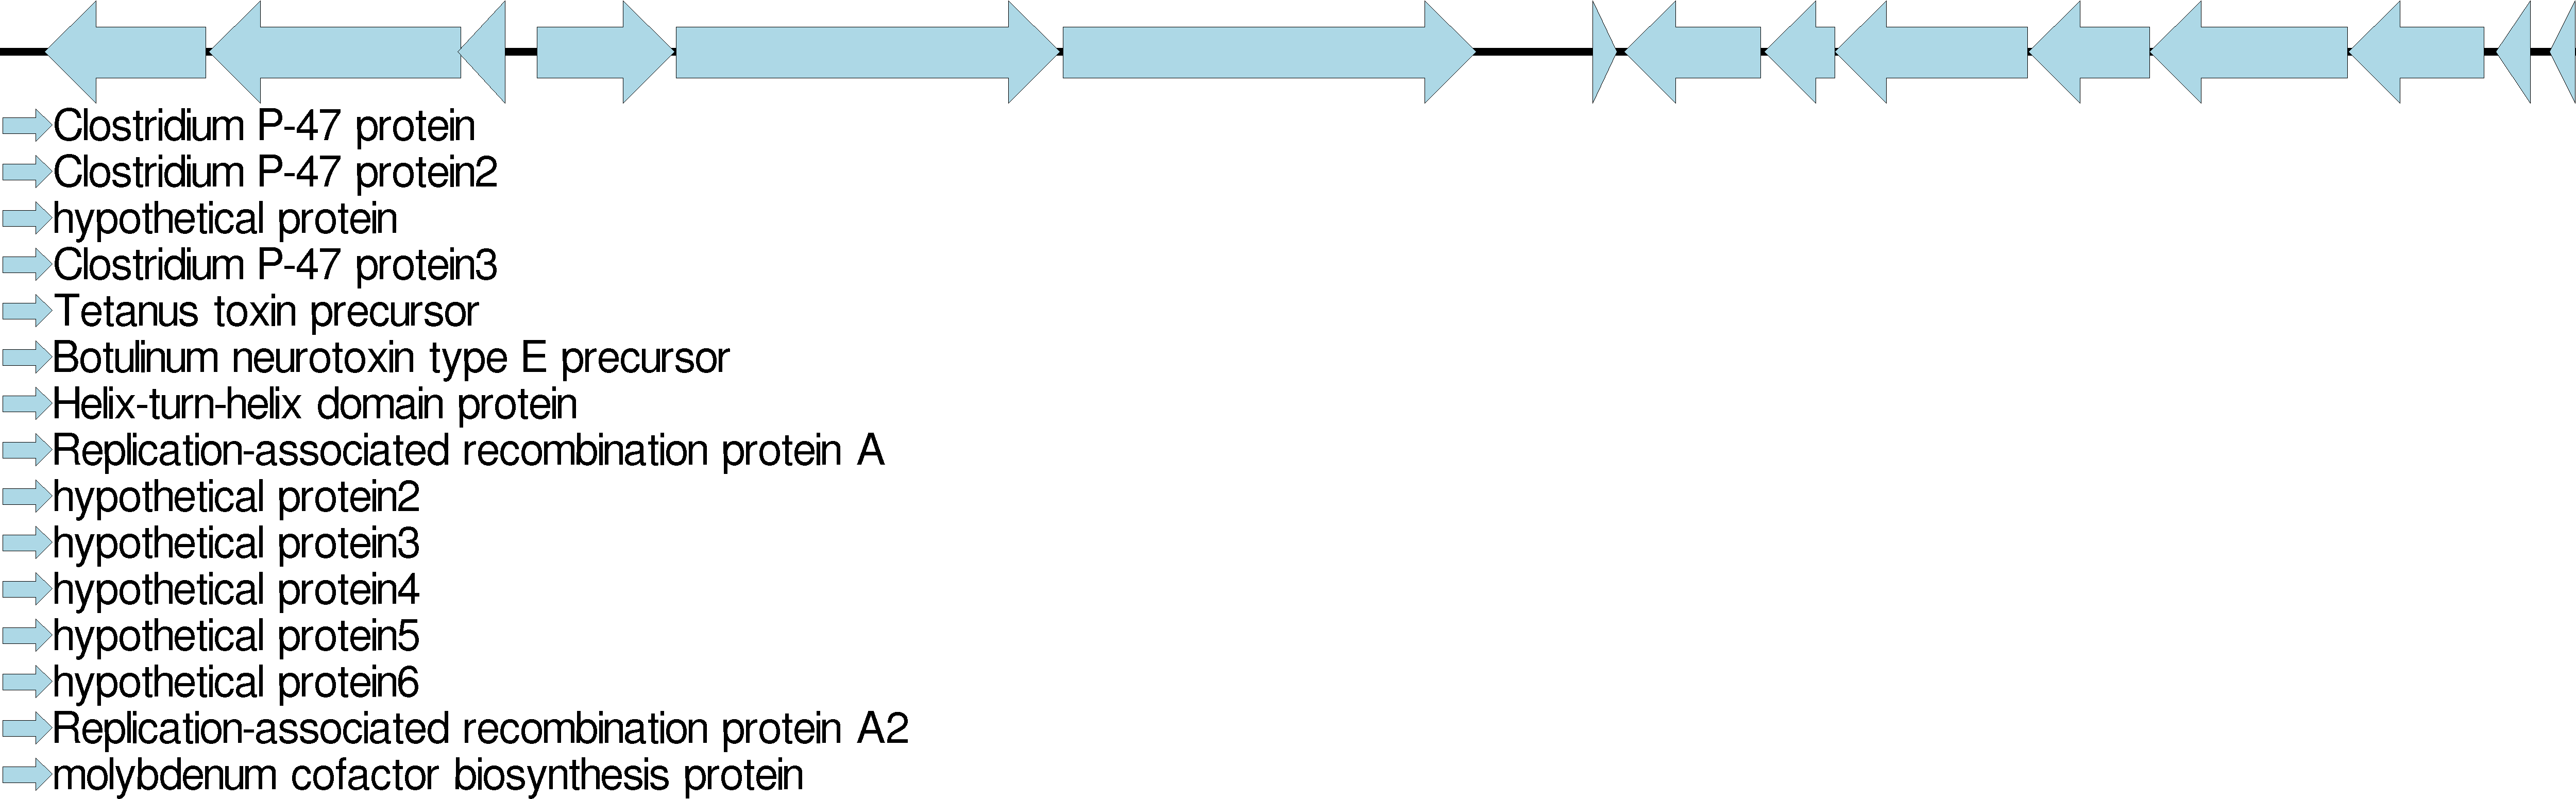 Clostridium P-47 protein
Clostridium P-47 protein2
hypothetical protein
Clostridium P-47 protein3
Tetanus toxin precursor
Botulinum neurotoxin type E precursor
Helix-turn-helix domain protein
Replication-associated recombination protein A
hypothetical protein2
hypothetical protein3
hypothetical protein4
hypothetical protein5
hypothetical protein6
Replication-associated recombination protein A2
molybdenum cofactor biosynthesis protein